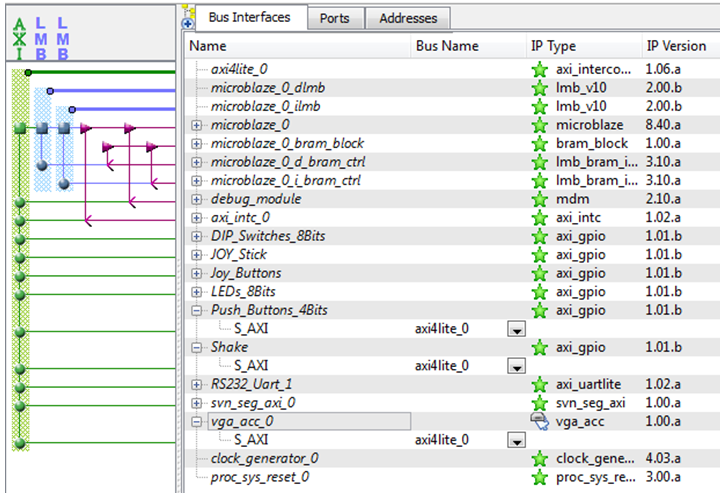 A L L
X M M
I B B
Bus Interfaces Ports Addresses
Name Bus Name IP Type IP Version
axi4lite_0 axi_interco... 1.06.a
microblaze_0_dlmb lmb_v10 2.00.b
microblaze_0_ilmb lmb_v10 2.00.b
microblaze_0 microblaze 8.40.a
microblaze_0_bram_block bram_block 1.00.a
microblaze_0_d_bram_ctrl lmb_bram_i... 3.10.a
microblaze_0_i_bram_ctrl lmb_bram_i... 3.10.a
debug_module mdm 2.10.a
axi_intc_0 axi_intc 1.02.a
DIP_Switches_8Bits axi_gpio 1.01.b
JOY_Stick axi_gpio 1.01.b
Joy_Buttons axi_gpio 1.01.b
LEDs_8Bits axi_gpio 1.01.b
Push_Buttons_4Bits axi_gpio 1.01.b
S_AXI axi4lite_0
Shake axi_gpio 1.01.b
S_AXI axi4lite_0
RS232_Uart_1 axi_uartlite 1.02.a
svn_seg_axi_0 svn_seg_axi 1.00.a
vga_acc_0 vga_acc 1.00.a
S_AXI axi4lite_0
clock_generator_0 clock_gene... 4.03.a
proc_sys_reset_0 proc_sys_re... 3.00.a